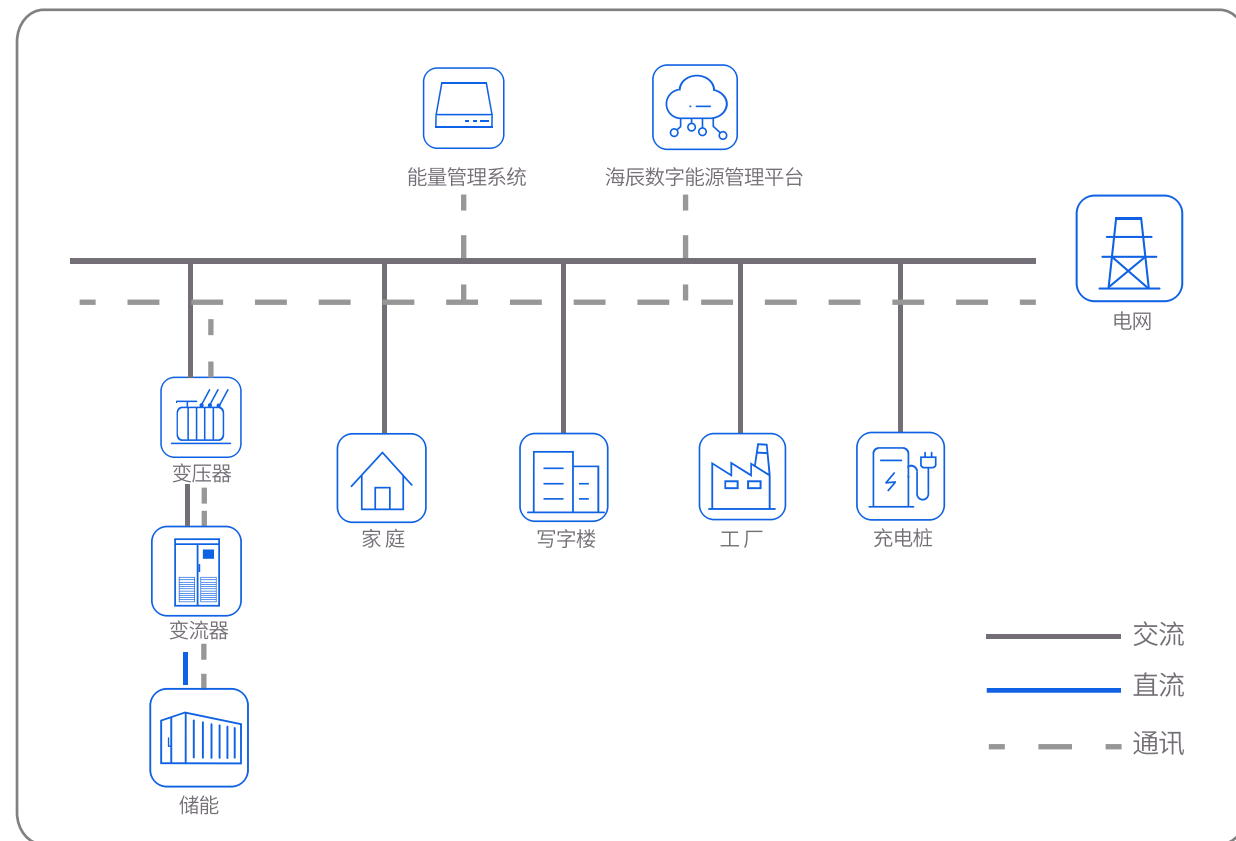 能量管理系统
海辰数字能源管理平台
电网
变压器
家庭
写字楼
工厂
充电桩
变流器
储能
交流
直流
通讯